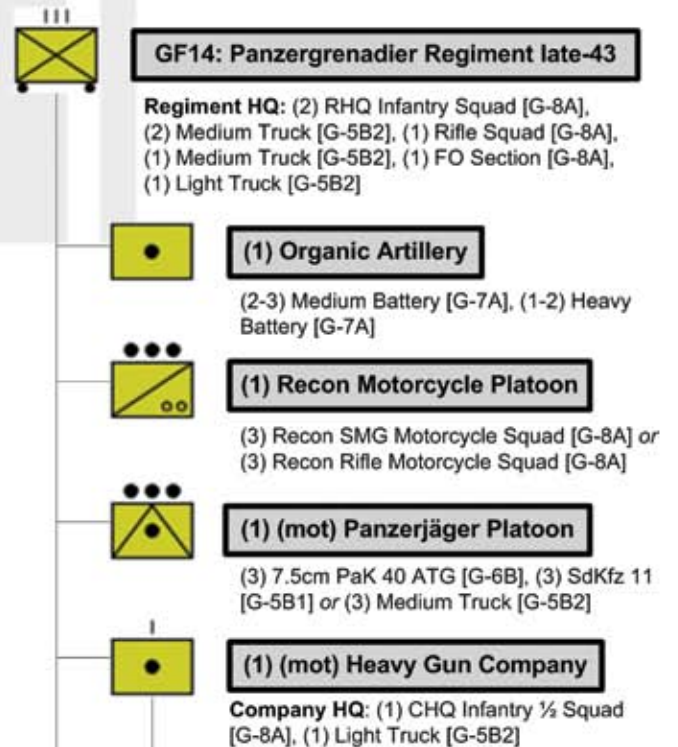 GF14: Panzergrenadier Regiment late-43
Regiment HQ: (2) RHQ Infantry Squad [G-8A],
(2) Medium Truck [G-5B2], (1) Rifle Squad [G-8A],
(1) Medium Truck [G-5B2], (1) FO Section [G-8A],
(1) Light Truck [G-5B2]
(1) Organic Artillery
(2-3) Medium Battery [G-7A], (1-2) Heavy
Battery [G-7A]
(1) Recon Motorcycle Platoon
(3) Recon SMG Motorcycle Squad [G-8A] or
(3) Recon Rifle Motorcycle Squad [G-8A]
(1) (mot) Panzerjäger Platoon
(3) 7.5cm PaK 40 ATG [G-6B], (3) SdKfz 11
[G-5B1] or (3) Medium Truck [G-5B2]
(1) (mot) Heavy Gun Company
Company HQ: (1) CHQ Infantry ½ Squad
[G-8A], (1) Light Truck [G-5B2]